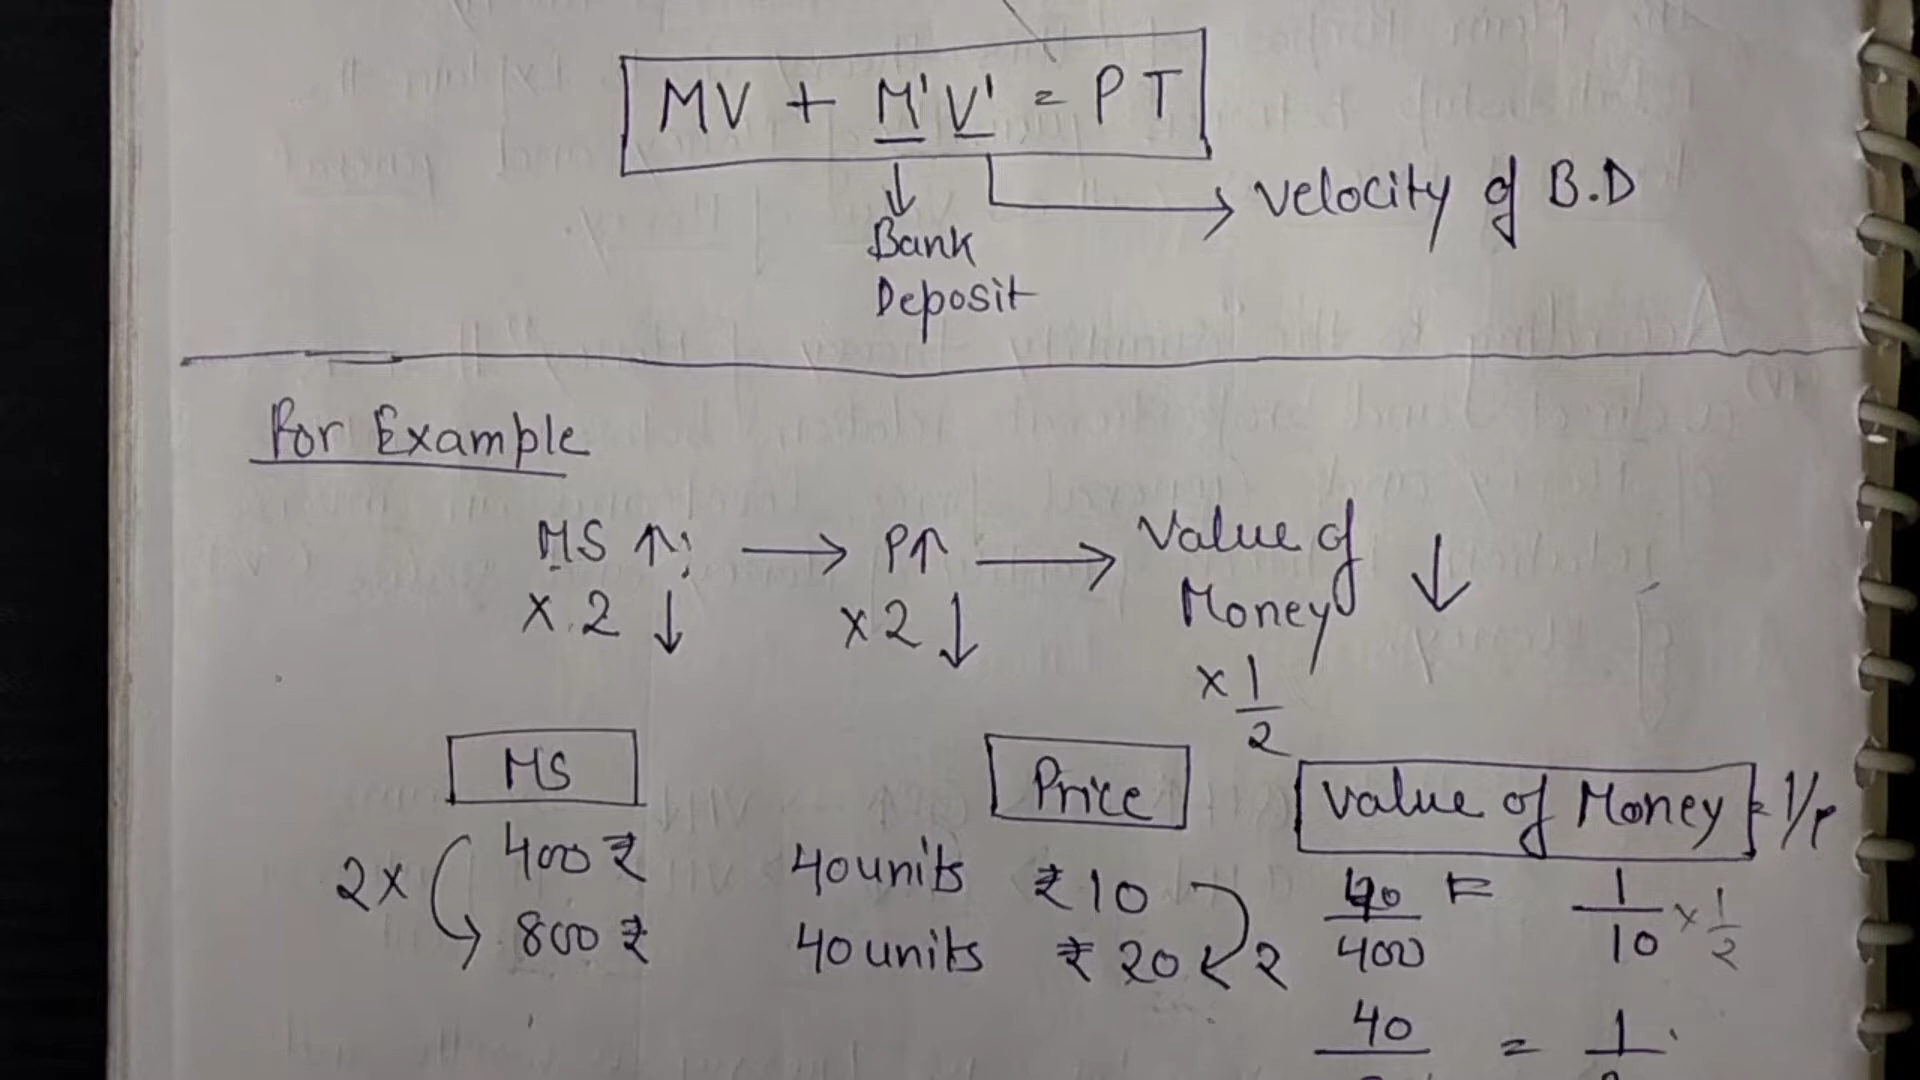 MV + M'V' = PT
Bank
Deposit
Velocity of B.D
For Example
MS ↑ → P↑ → Value of Money ↓
× 2 ↓ ×2 ↓ × 1/2
MS Price Value of Money = 1/P
2× 400 ₹ 40 units ₹ 10 40/400 = 1/10 × 1/2
800 ₹ 40 units ₹ 20 2
40 = 1